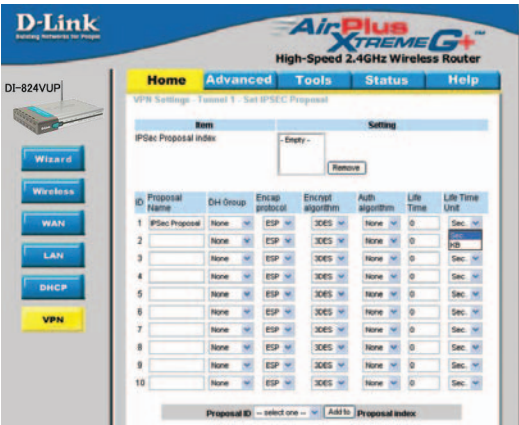 D-Link
Building Networks for People
AirPlus
XTREME G+™
High-Speed 2.4GHz Wireless Router
DI-824VUP
Home Advanced Tools Status Help
VPN Settings - Tunnel 1 - Set IPSEC Proposal
Item Setting
IPSec Proposal index - Empty -
Remove
Wizard
Wireless
WAN
LAN
DHCP
VPN
ID Proposal Name DH Group Encap protocol Encrypt algorithm Auth algorithm Life Time Life Time Unit
1 IPSec Proposal None ESP 3DES None 0 Sec.
Sec.
KB
2 None ESP 3DES None 0
3 None ESP 3DES None 0 Sec.
4 None ESP 3DES None 0 Sec.
5 None ESP 3DES None 0 Sec.
6 None ESP 3DES None 0 Sec.
7 None ESP 3DES None 0 Sec.
8 None ESP 3DES None 0 Sec.
9 None ESP 3DES None 0 Sec.
10 None ESP 3DES None 0 Sec.
Proposal ID -- select one -- Add to Proposal index